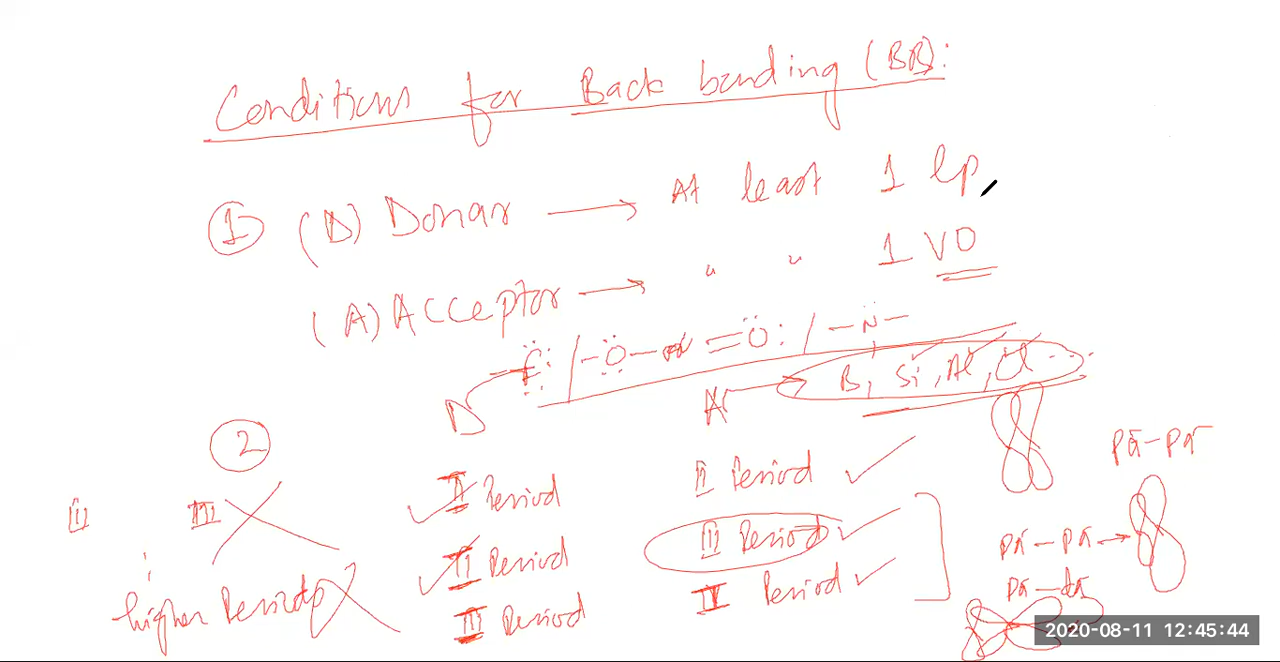 Conditions for Back bonding (BB):
① (D) Donar → At least 1 lp
(A) Acceptor → " " 1 VO
D F / -O- =O: / -N-
A → B, Si, Al, Cl ...
②
II Period II Period ✓ pπ-pπ
II III
II Period III Period ✓ pπ-pπ →
higher Periods III Period IV Period ✓ pπ-dπ
2020-08-11 12:45:44